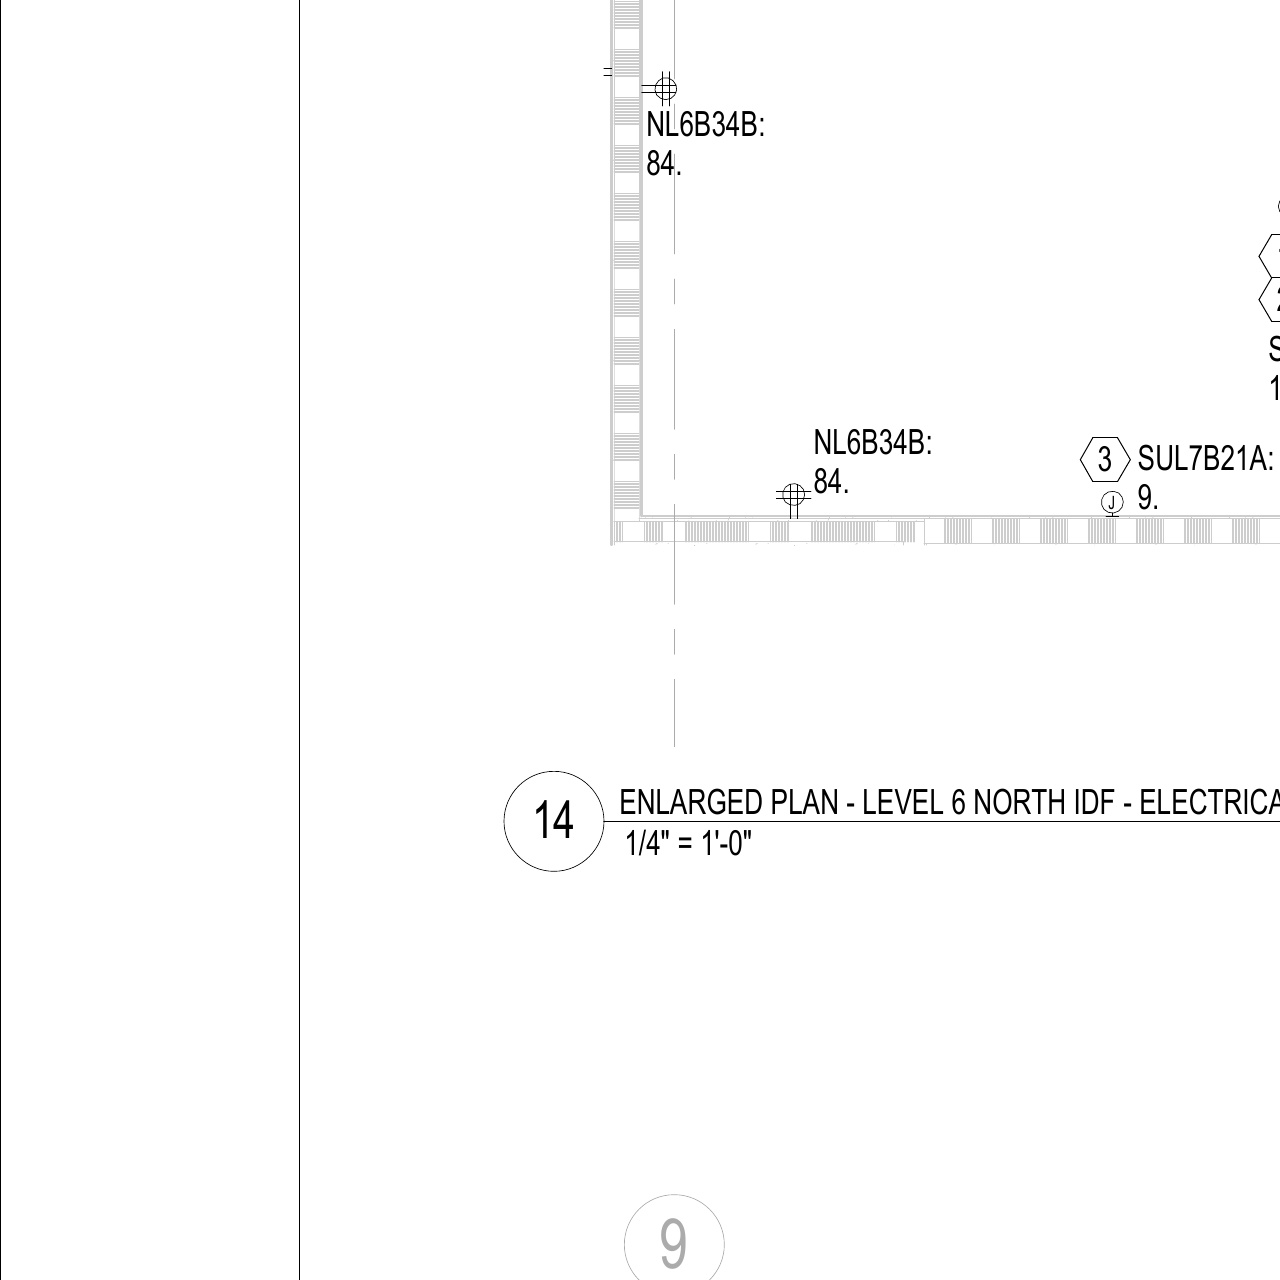 NL6B34B:
84.
NL6B34B:
84.
3
SUL7B21A:
9.
J
14
ENLARGED PLAN - LEVEL 6 NORTH IDF - ELECTRICA
1/4" = 1'-0"
9